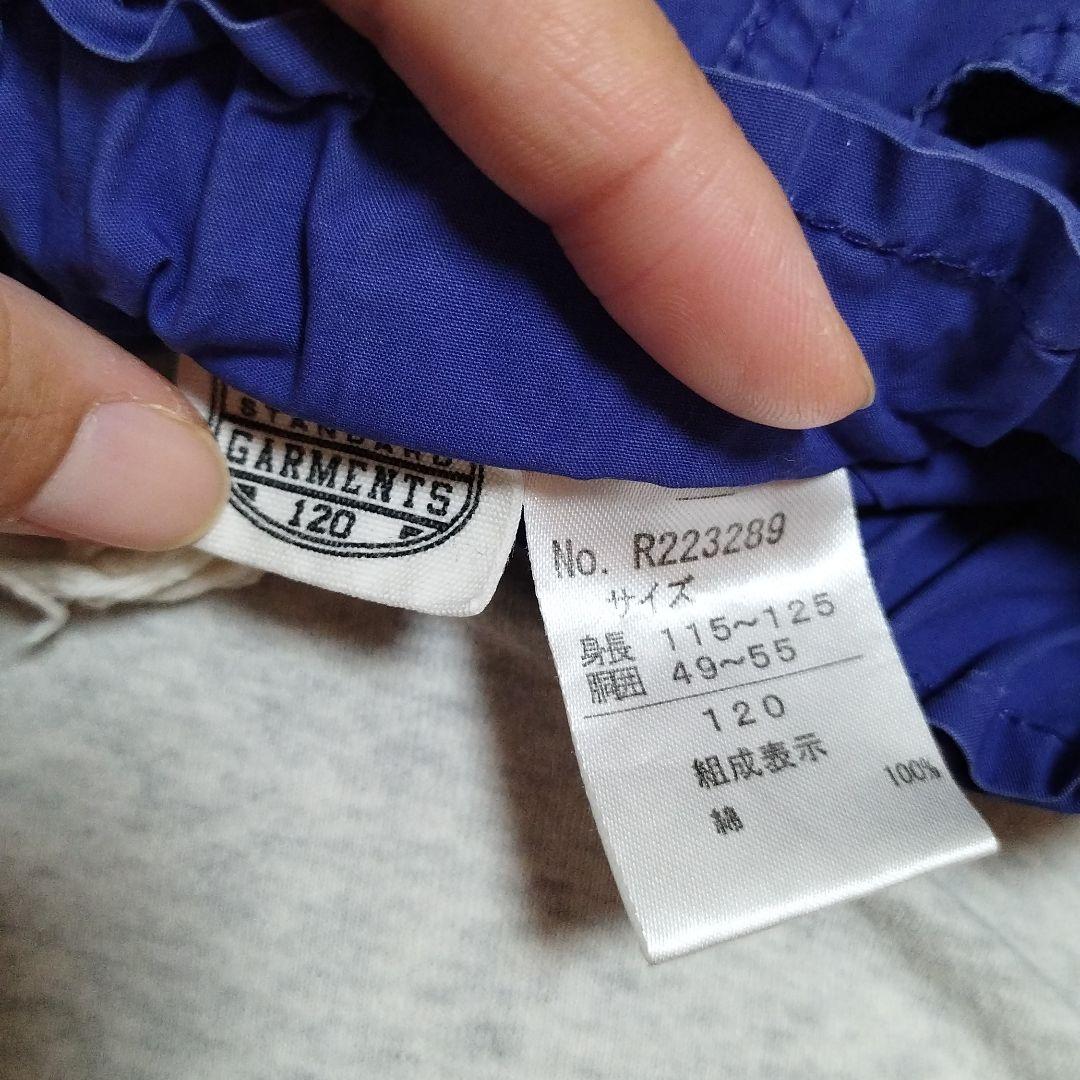 STANDARD
GARMENTS
120
No. R223289
サイズ
身長 115~125
胴囲 49~55
120
組成表示
綿 100%